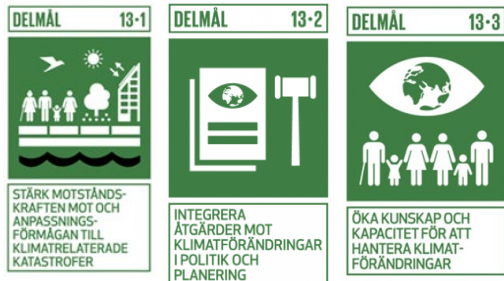 DELMÅL 13•1
STÄRK MOTSTÅNDS-
KRAFTEN MOT OCH
ANPASSNINGS-
FÖRMÅGAN TILL
KLIMATRELATERADE
KATASTROFER
DELMÅL 13•2
INTEGRERA
ÅTGÄRDER MOT
KLIMATFÖRÄNDRINGAR
I POLITIK OCH
PLANERING
DELMÅL 13•3
ÖKA KUNSKAP OCH
KAPACITET FÖR ATT
HANTERA KLIMAT-
FÖRÄNDRINGAR